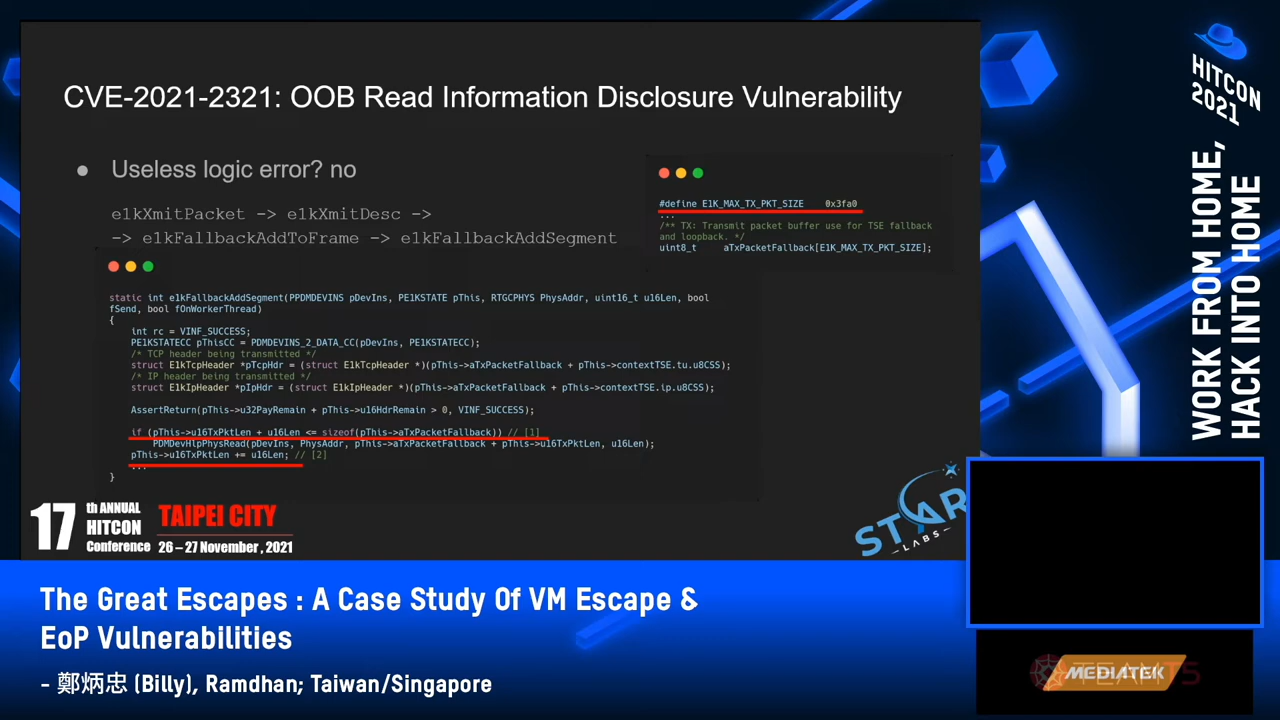 CVE-2021-2321: OOB Read Information Disclosure Vulnerability
● Useless logic error? no
e1kXmitPacket -> e1kXmitDesc ->
-> e1kFallbackAddToFrame -> e1kFallbackAddSegment
#define E1K_MAX_TX_PKT_SIZE    0x3fa0
...
/** TX: Transmit packet buffer use for TSE fallback
and loopback. */
uint8_t    aTxPacketFallback[E1K_MAX_TX_PKT_SIZE];
static int e1kFallbackAddSegment(PPDMDEVINS pDevIns, PE1KSTATE pThis, RTGCPHYS PhysAddr, uint16_t u16Len, bool
fSend, bool fOnWorkerThread)
{
    int rc = VINF_SUCCESS;
    PE1KSTATECC pThisCC = PDMDEVINS_2_DATA_CC(pDevIns, PE1KSTATECC);
    /* TCP header being transmitted */
    struct E1kTcpHeader *pTcpHdr = (struct E1kTcpHeader *)(pThis->aTxPacketFallback + pThis->contextTSE.tu.u8CSS);
    /* IP header being transmitted */
    struct E1kIpHeader *pIpHdr = (struct E1kIpHeader *)(pThis->aTxPacketFallback + pThis->contextTSE.ip.u8CSS);
    AssertReturn(pThis->u32PayRemain + pThis->u16HdrRemain > 0, VINF_SUCCESS);
    if (pThis->u16TxPktLen + u16Len <= sizeof(pThis->aTxPacketFallback)) // [1]
        PDMDevHlpPhysRead(pDevIns, PhysAddr, pThis->aTxPacketFallback + pThis->u16TxPktLen, u16Len);
    pThis->u16TxPktLen += u16Len; // [2]
    ...
}
17
th ANNUAL
HITCON
Conference
TAIPEI CITY
26 – 27 November , 2021
STAR
LABS
HITCON
2021
WORK FROM HOME,
HACK INTO HOME
The Great Escapes : A Case Study Of VM Escape &
EoP Vulnerabilities
- 鄭炳忠 (Billy), Ramdhan; Taiwan/Singapore
MEDIATEK
TEAMT5